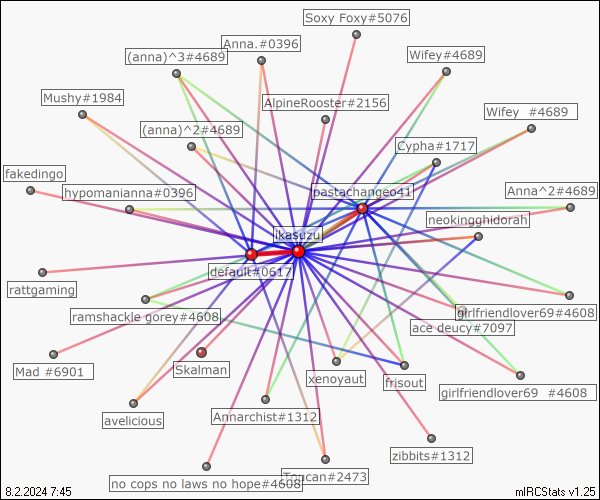 Soxy Foxy#5076
Anna.#0396
(anna)^3#4689
Wifey#4689
Mushy#1984
AlpineRooster#2156
Wifey  #4689
(anna)^2#4689
Cypha#1717
fakedingo
hypomanianna#0396
pastachangeo41
Anna^2#4689
neokingghidorah
ikasuzu
default#0617
rattgaming
ramshackle gorey#4608
girlfriendlover69#4608
ace deucy#7097
Mad #6901
Skalman
xenoyaut
frisout
girlfriendlover69  #4608
avelicious
Annarchist#1312
zibbits#1312
no cops no laws no hope#4608
Toucan#2473
8.2.2024 7:45
mIRCStats v1.25